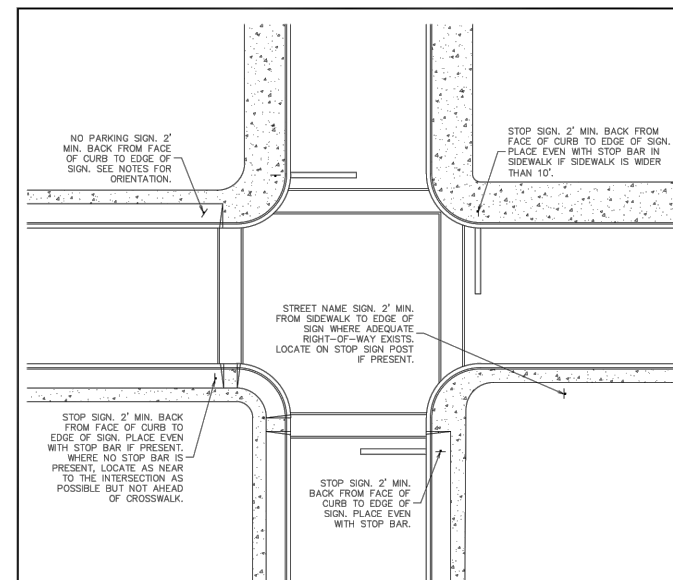 NO PARKING SIGN. 2'
MIN. BACK FROM FACE
OF CURB TO EDGE OF
SIGN. SEE NOTES FOR
ORIENTATION.
STOP SIGN. 2' MIN. BACK FROM
FACE OF CURB TO EDGE OF SIGN.
PLACE EVEN WITH STOP BAR IN
SIDEWALK IF SIDEWALK IS WIDER
THAN 10'.
STREET NAME SIGN. 2' MIN.
FROM SIDEWALK TO EDGE OF
SIGN WHERE ADEQUATE
RIGHT-OF-WAY EXISTS.
LOCATE ON STOP SIGN POST
IF PRESENT.
STOP SIGN. 2' MIN. BACK
FROM FACE OF CURB TO
EDGE OF SIGN. PLACE EVEN
WITH STOP BAR IF PRESENT.
WHERE NO STOP BAR IS
PRESENT, LOCATE AS NEAR
TO THE INTERSECTION AS
POSSIBLE BUT NOT AHEAD
OF CROSSWALK.
STOP SIGN. 2' MIN.
BACK FROM FACE OF
CURB TO EDGE OF
SIGN. PLACE EVEN
WITH STOP BAR.